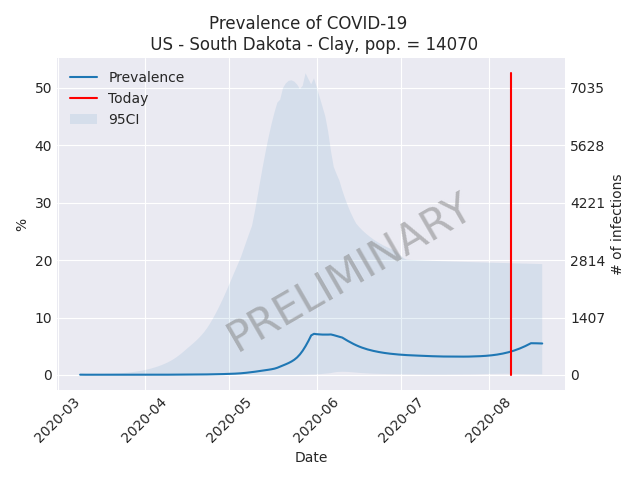 Prevalence of COVID-19
US - South Dakota - Clay, pop. = 14070
Prevalence
Today
95CI
50
40
30
20
10
0
%
7035
5628
4221
2814
1407
0
# of infections
PRELIMINARY
2020-03
2020-04
2020-05
2020-06
2020-07
2020-08
Date